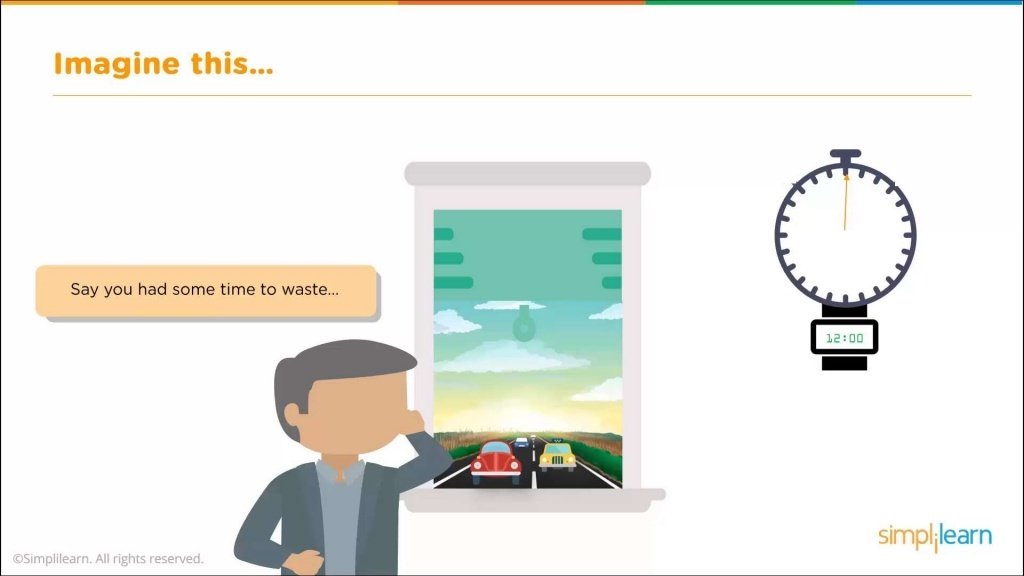 Imagine this...
Say you had some time to waste...
12:00
©Simplilearn. All rights reserved.
simplilearn